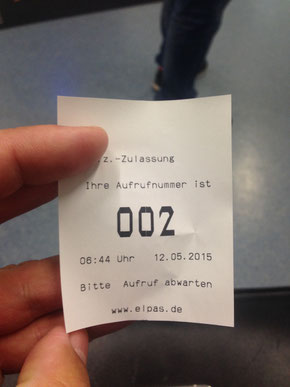 z.-Zulassung
Ihre Aufrufnummer ist
002
06:44 Uhr 12.05.2015
Bitte Aufruf abwarten
www.elpas.de